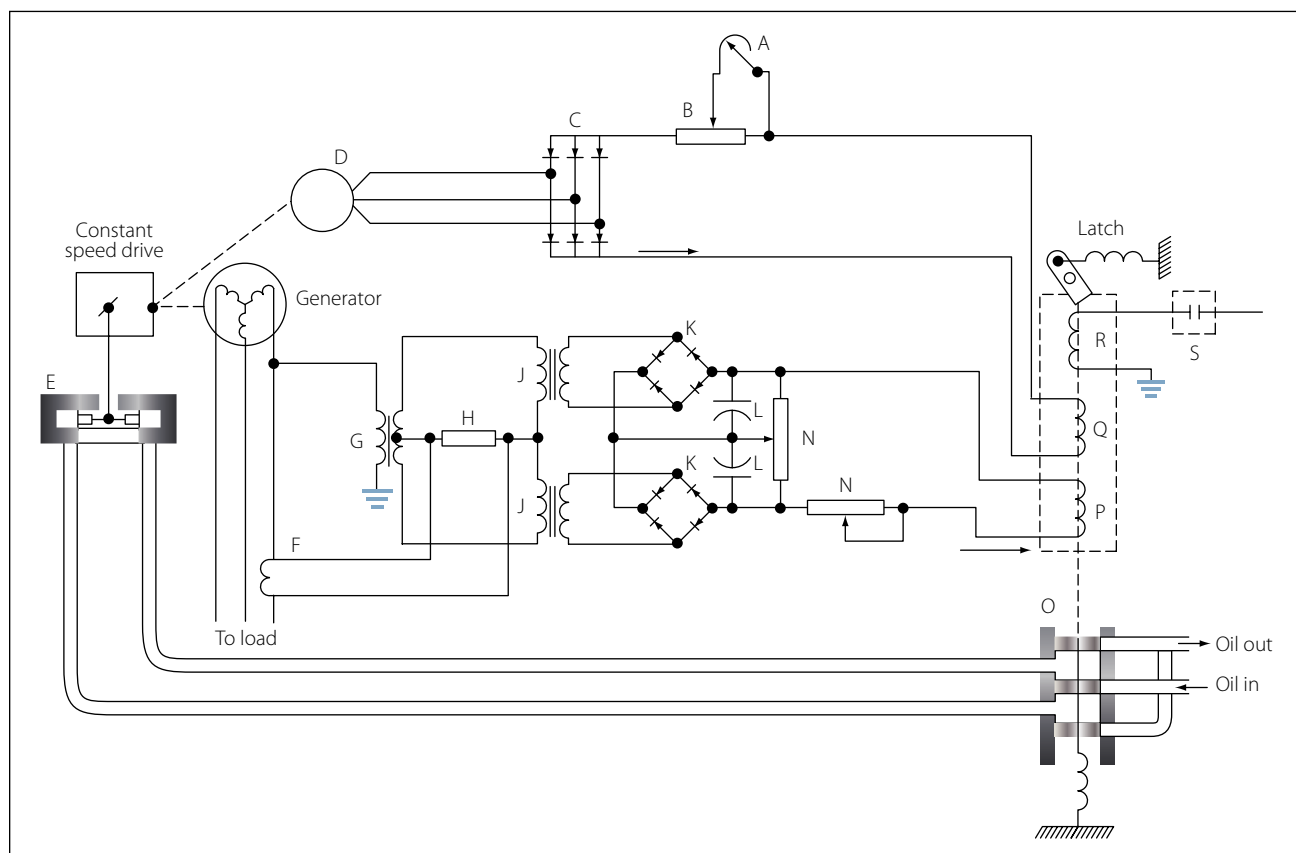 A
B
C
D
Constant
speed drive
Latch
Generator
K
R
S
E
J
L
H
G
N
Q
L
K
N
J
P
F
O
To load
Oil out
Oil in